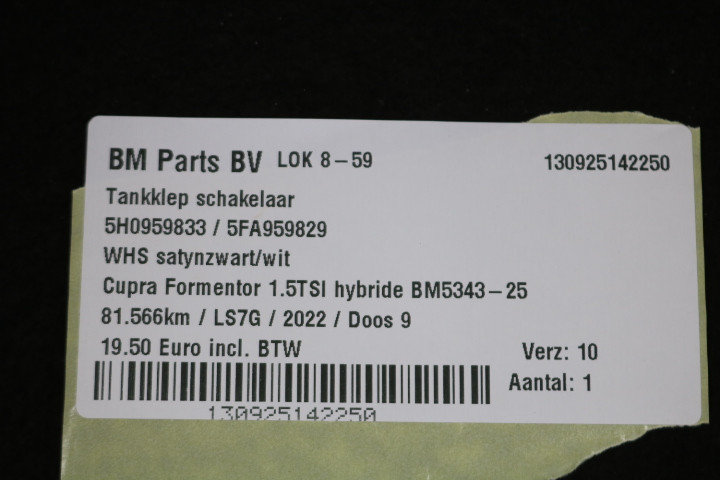 BM Parts BV LOK 8-59 130925142250
Tankklep schakelaar
5H0959833 / 5FA959829
WHS satynzwart/wit
Cupra Formentor 1.5TSI hybride BM5343-25
81.566km / LS7G / 2022 / Doos 9
19.50 Euro incl. BTW Verz: 10
Aantal: 1
130925142250